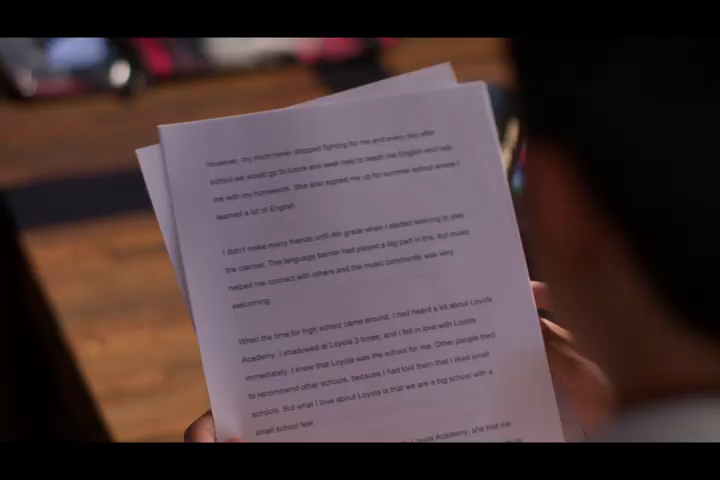 However, my mom never stopped fighting for me and every day after
school we would go to tutors and seek help to teach me English and help
me with my homework. She also signed me up for summer school where I
learned a lot of English.
I didn't make many friends until 4th grade when I started learning to play
the clarinet. The language barrier had played a big part in this, but music
helped me connect with others and the music community was very
welcoming.
When the time for high school came around, I had heard a lot about Loyola
Academy. I shadowed at Loyola 3 times, and I fell in love with Loyola
immediately. I knew that Loyola was the school for me. Other people tried
to recommend other schools, because I had told them that I liked small
schools. But what I love about Loyola is that we are a big school with a
small school feel.
Loyola Academy, she told me